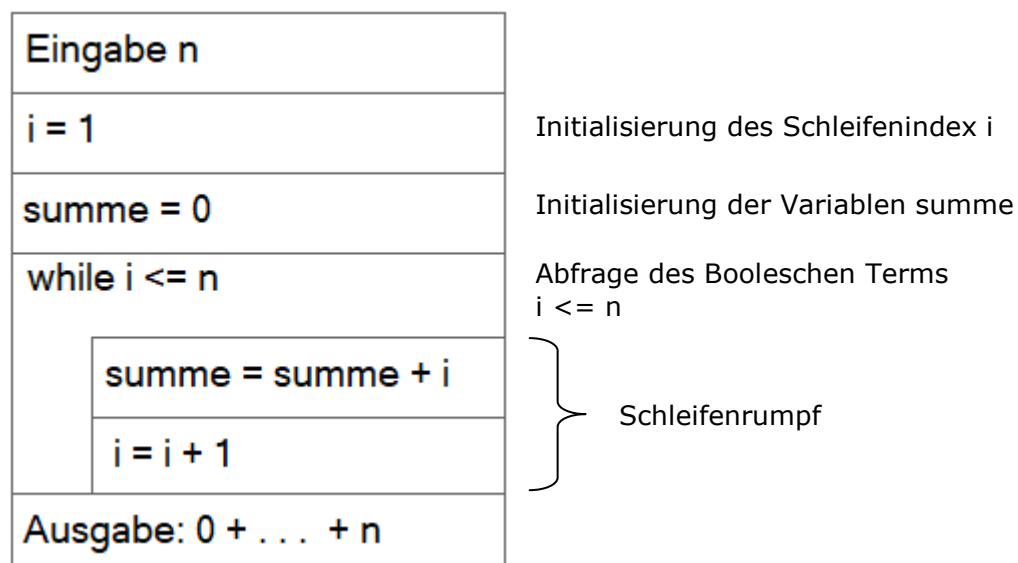 Eingabe n
i = 1
Initialisierung des Schleifenindex i
summe = 0
Initialisierung der Variablen summe
while i <= n
Abfrage des Booleschen Terms
i <= n
summe = summe + i
Schleifenrumpf
i = i + 1
Ausgabe: 0 + . . . + n